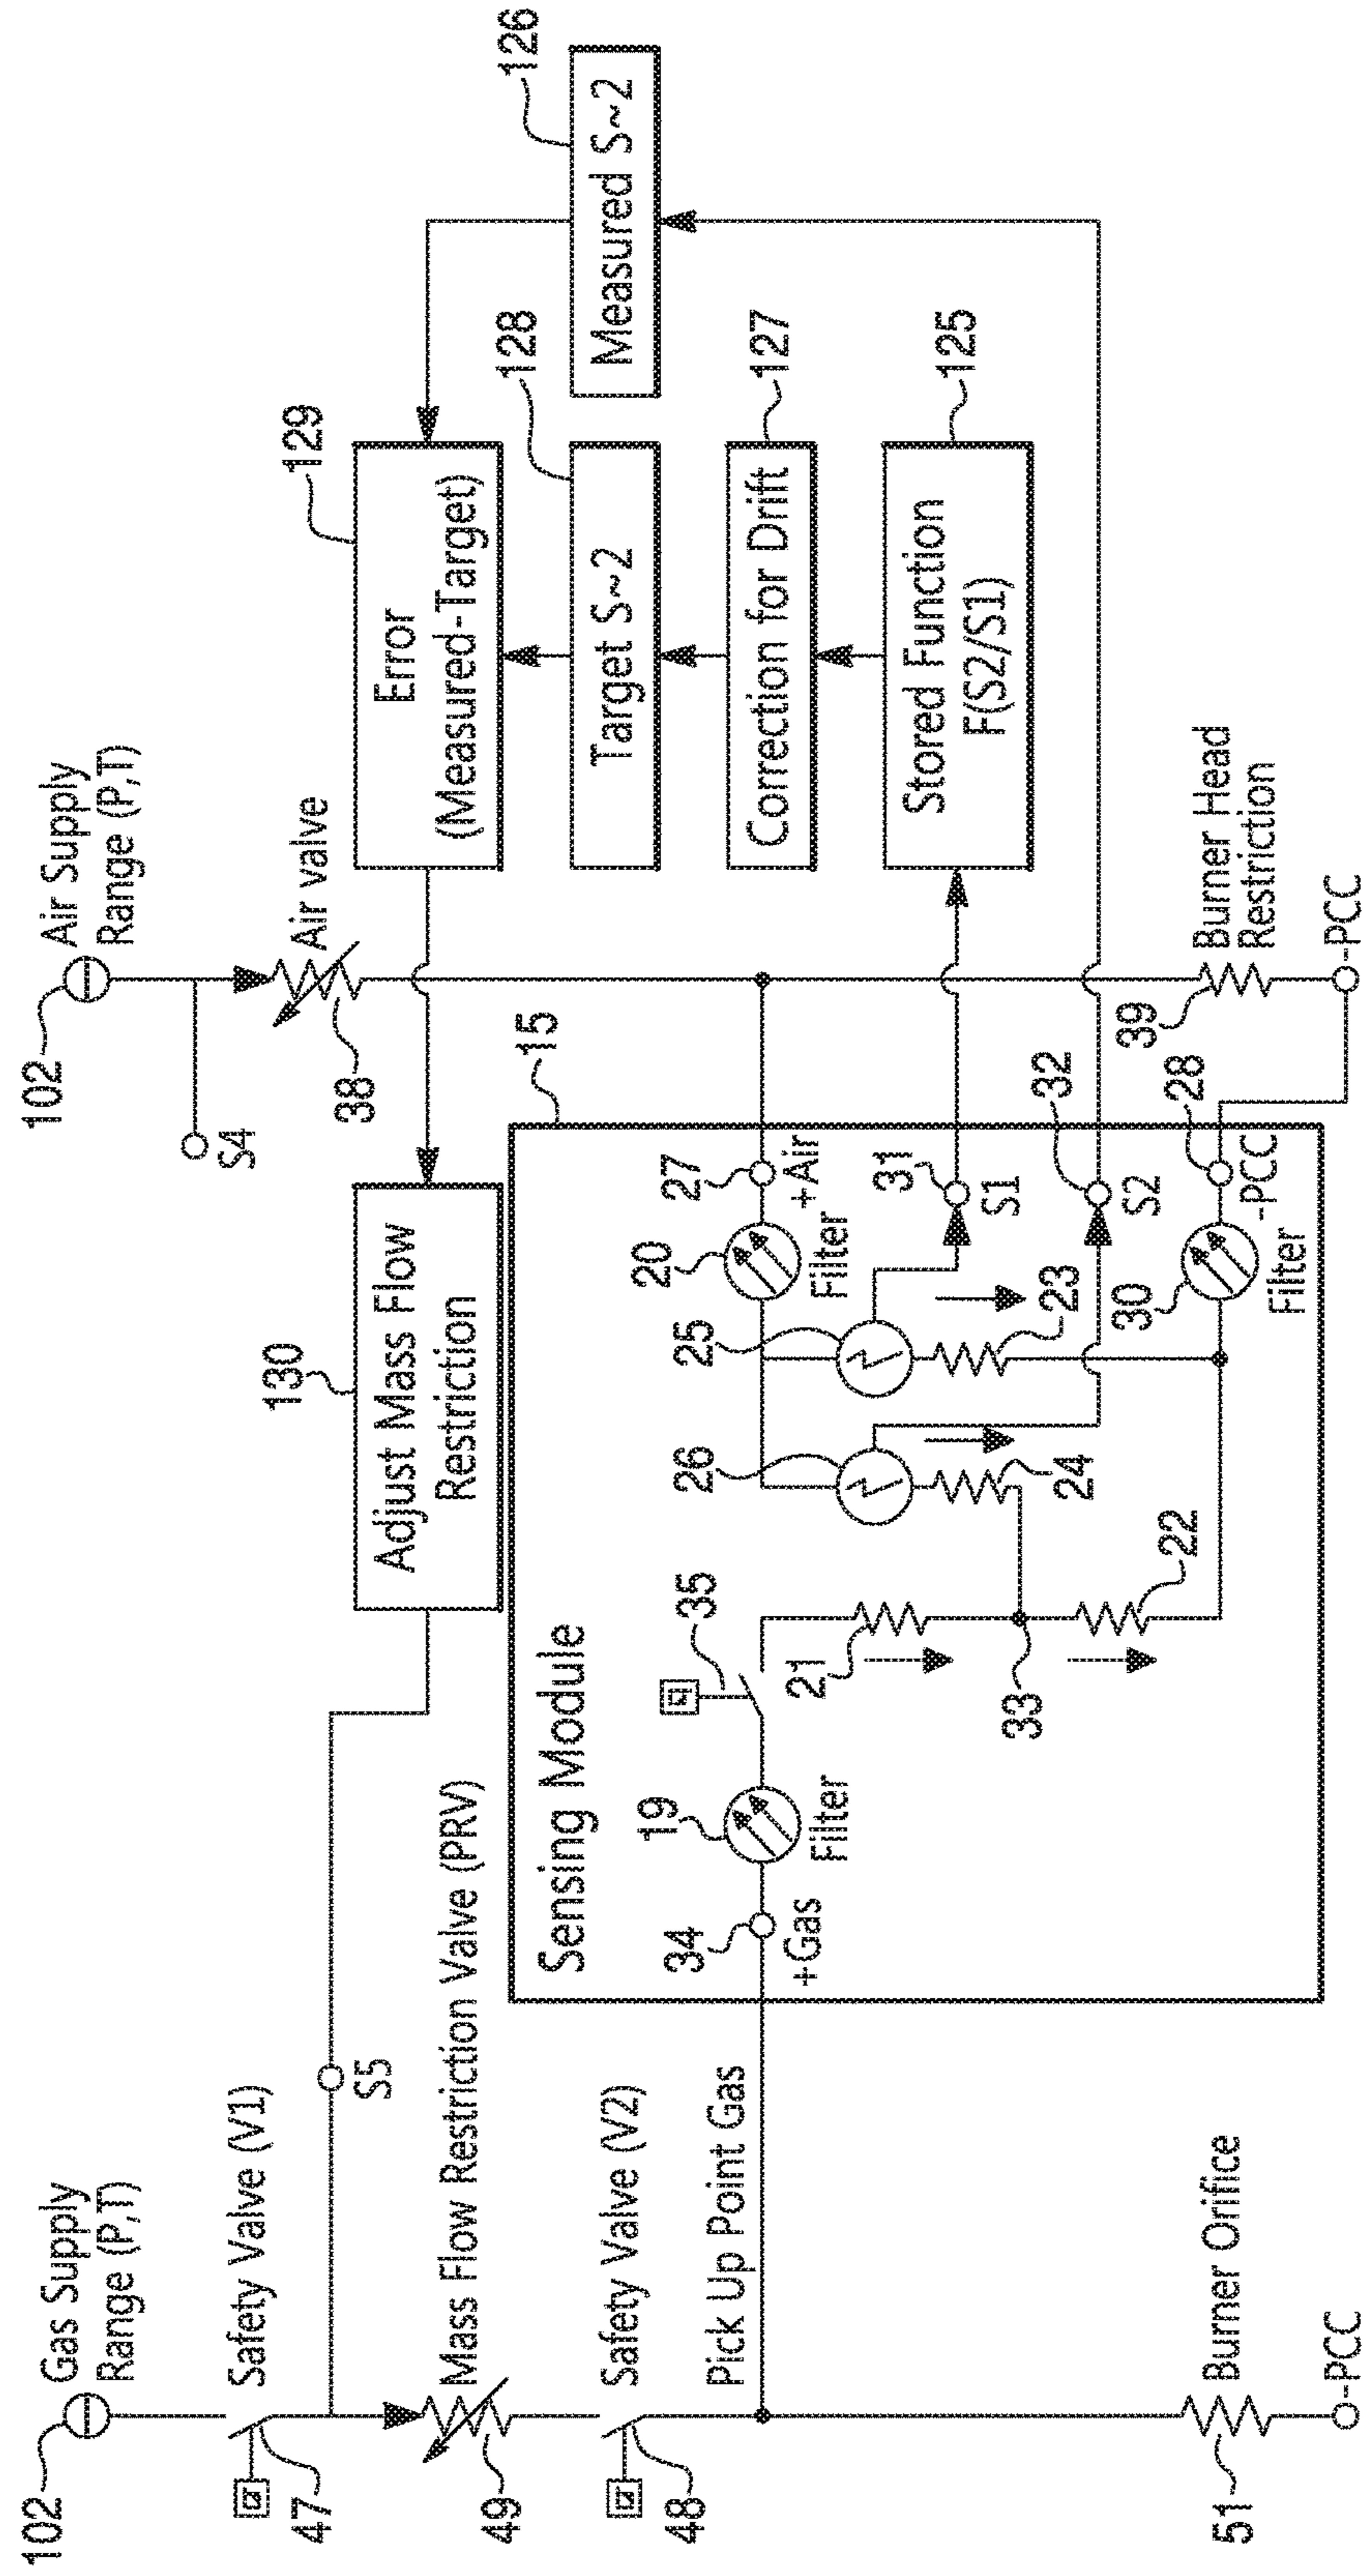 102
Gas Supply
Range (P,T)
Safety Valve (V1)
47
S5
Mass Flow Restriction Valve (PRV)
49
Safety Valve (V2)
48
Pick Up Point Gas
Burner Orifice
51
-PCC
102
Air Supply
Range (P,T)
S4
Air valve
38
130
Adjust Mass Flow
Restriction
129
Error
(Measured-Target)
126
Measured S~2
128
Target S~2
127
Correction for Drift
125
Stored Function
F(S2/S1)
15
Sensing Module
34
+Gas
19
Filter
35
21
33
22
26
24
25
23
20
Filter
27
+Air
31
S1
32
S2
30
Filter
28
-PCC
39
Burner Head
Restriction
-PCC